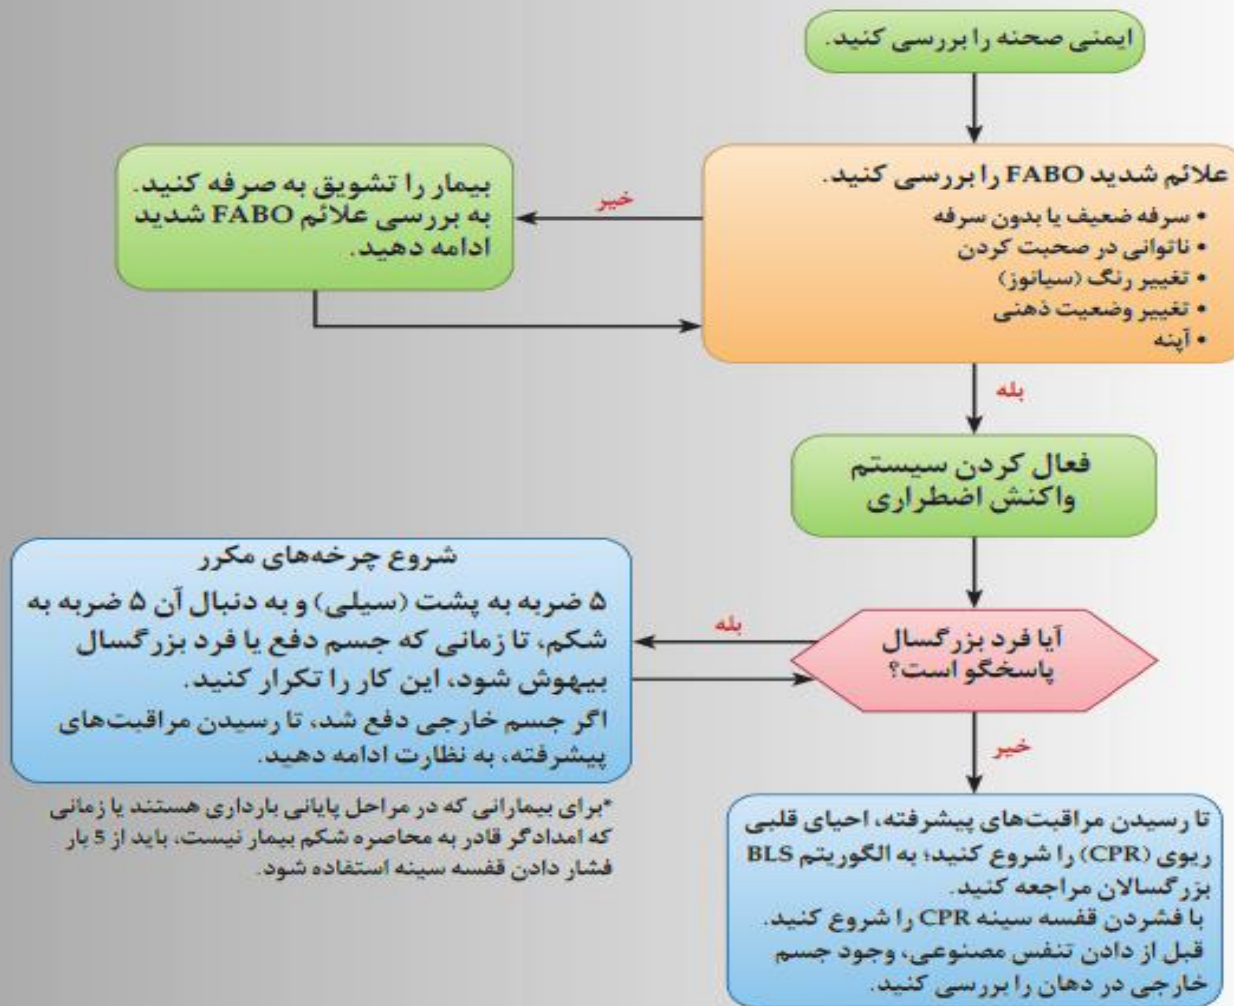 ایمنی صحنه را بررسی کنید.
علائم شدید FABO را بررسی کنید.
• سرفه ضعیف یا بدون سرفه
• ناتوانی در صحبت کردن
• تغییر رنگ (سیانوز)
• تغییر وضعیت ذهنی
• آپنه
خیر
بیمار را تشویق به صرفه کنید.
به بررسی علائم FABO شدید
ادامه دهید.
بله
فعال کردن سیستم
واکنش اضطراری
آیا فرد بزرگسال
پاسخگو است؟
بله
شروع چرخه‌های مکرر
۵ ضربه به پشت (سیلی) و به دنبال آن ۵ ضربه به
شکم، تا زمانی که جسم دفع یا فرد بزرگسال
بیهوش شود، این کار را تکرار کنید.
اگر جسم خارجی دفع شد، تا رسیدن مراقبت‌های
پیشرفته، به نظارت ادامه دهید.
*برای بیمارانی که در مراحل پایانی بارداری هستند یا زمانی
که امدادگر قادر به محاصره شکم بیمار نیست، باید از 5 بار
فشار دادن قفسه سینه استفاده شود.
خیر
تا رسیدن مراقبت‌های پیشرفته، احیای قلبی
ریوی (CPR) را شروع کنید؛ به الگوریتم BLS
بزرگسالان مراجعه کنید.
با فشردن قفسه سینه CPR را شروع کنید.
قبل از دادن تنفس مصنوعی، وجود جسم
خارجی در دهان را بررسی کنید.